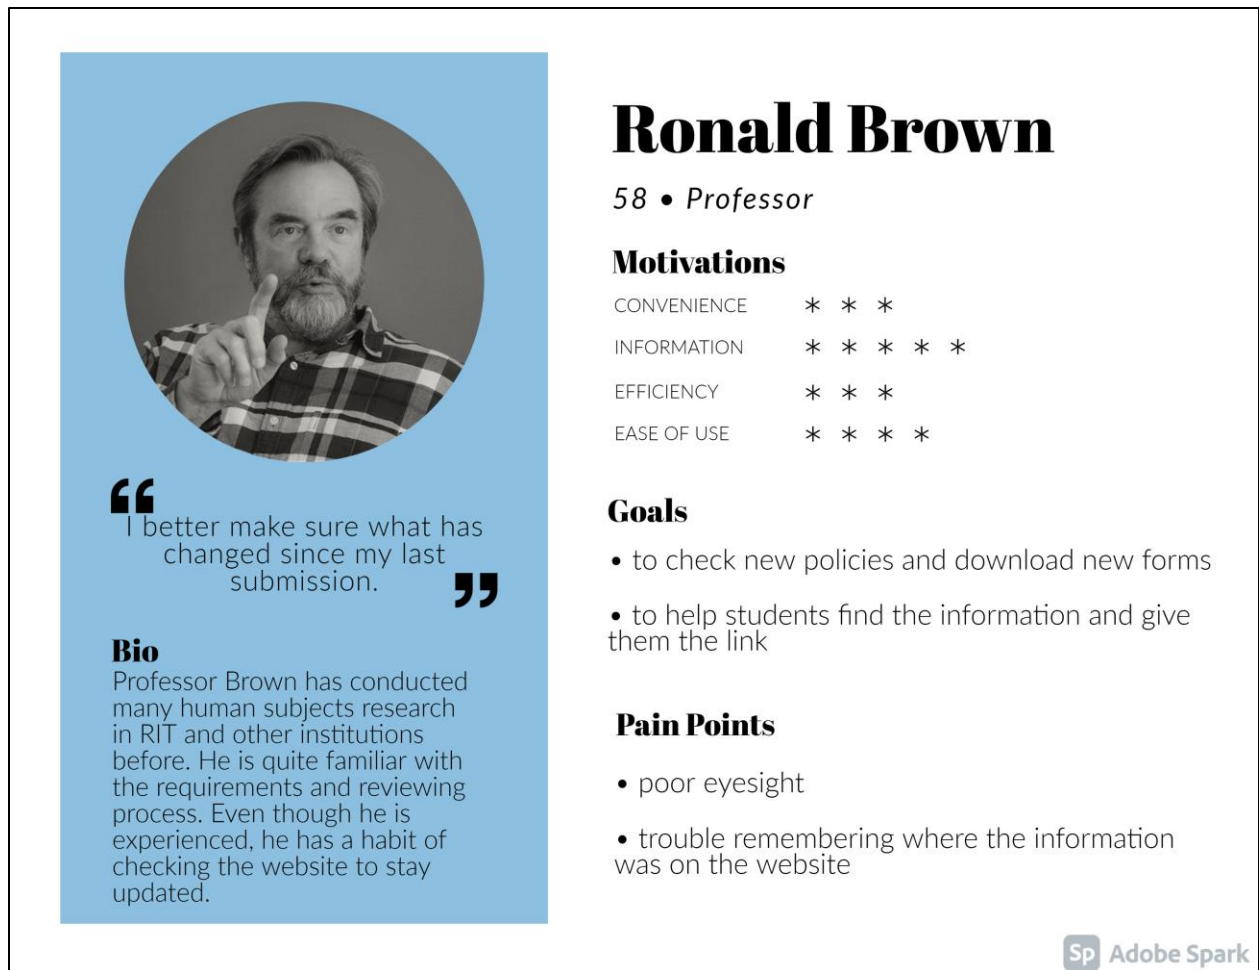 “
I better make sure what has
changed since my last
submission.
”
Bio
Professor Brown has conducted
many human subjects research
in RIT and other institutions
before. He is quite familiar with
the requirements and reviewing
process. Even though he is
experienced, he has a habit of
checking the website to stay
updated.
Ronald Brown
58 • Professor
Motivations
CONVENIENCE * * *
INFORMATION * * * * *
EFFICIENCY * * *
EASE OF USE * * * *
Goals
• to check new policies and download new forms
• to help students find the information and give
them the link
Pain Points
• poor eyesight
• trouble remembering where the information
was on the website
Sp Adobe Spark